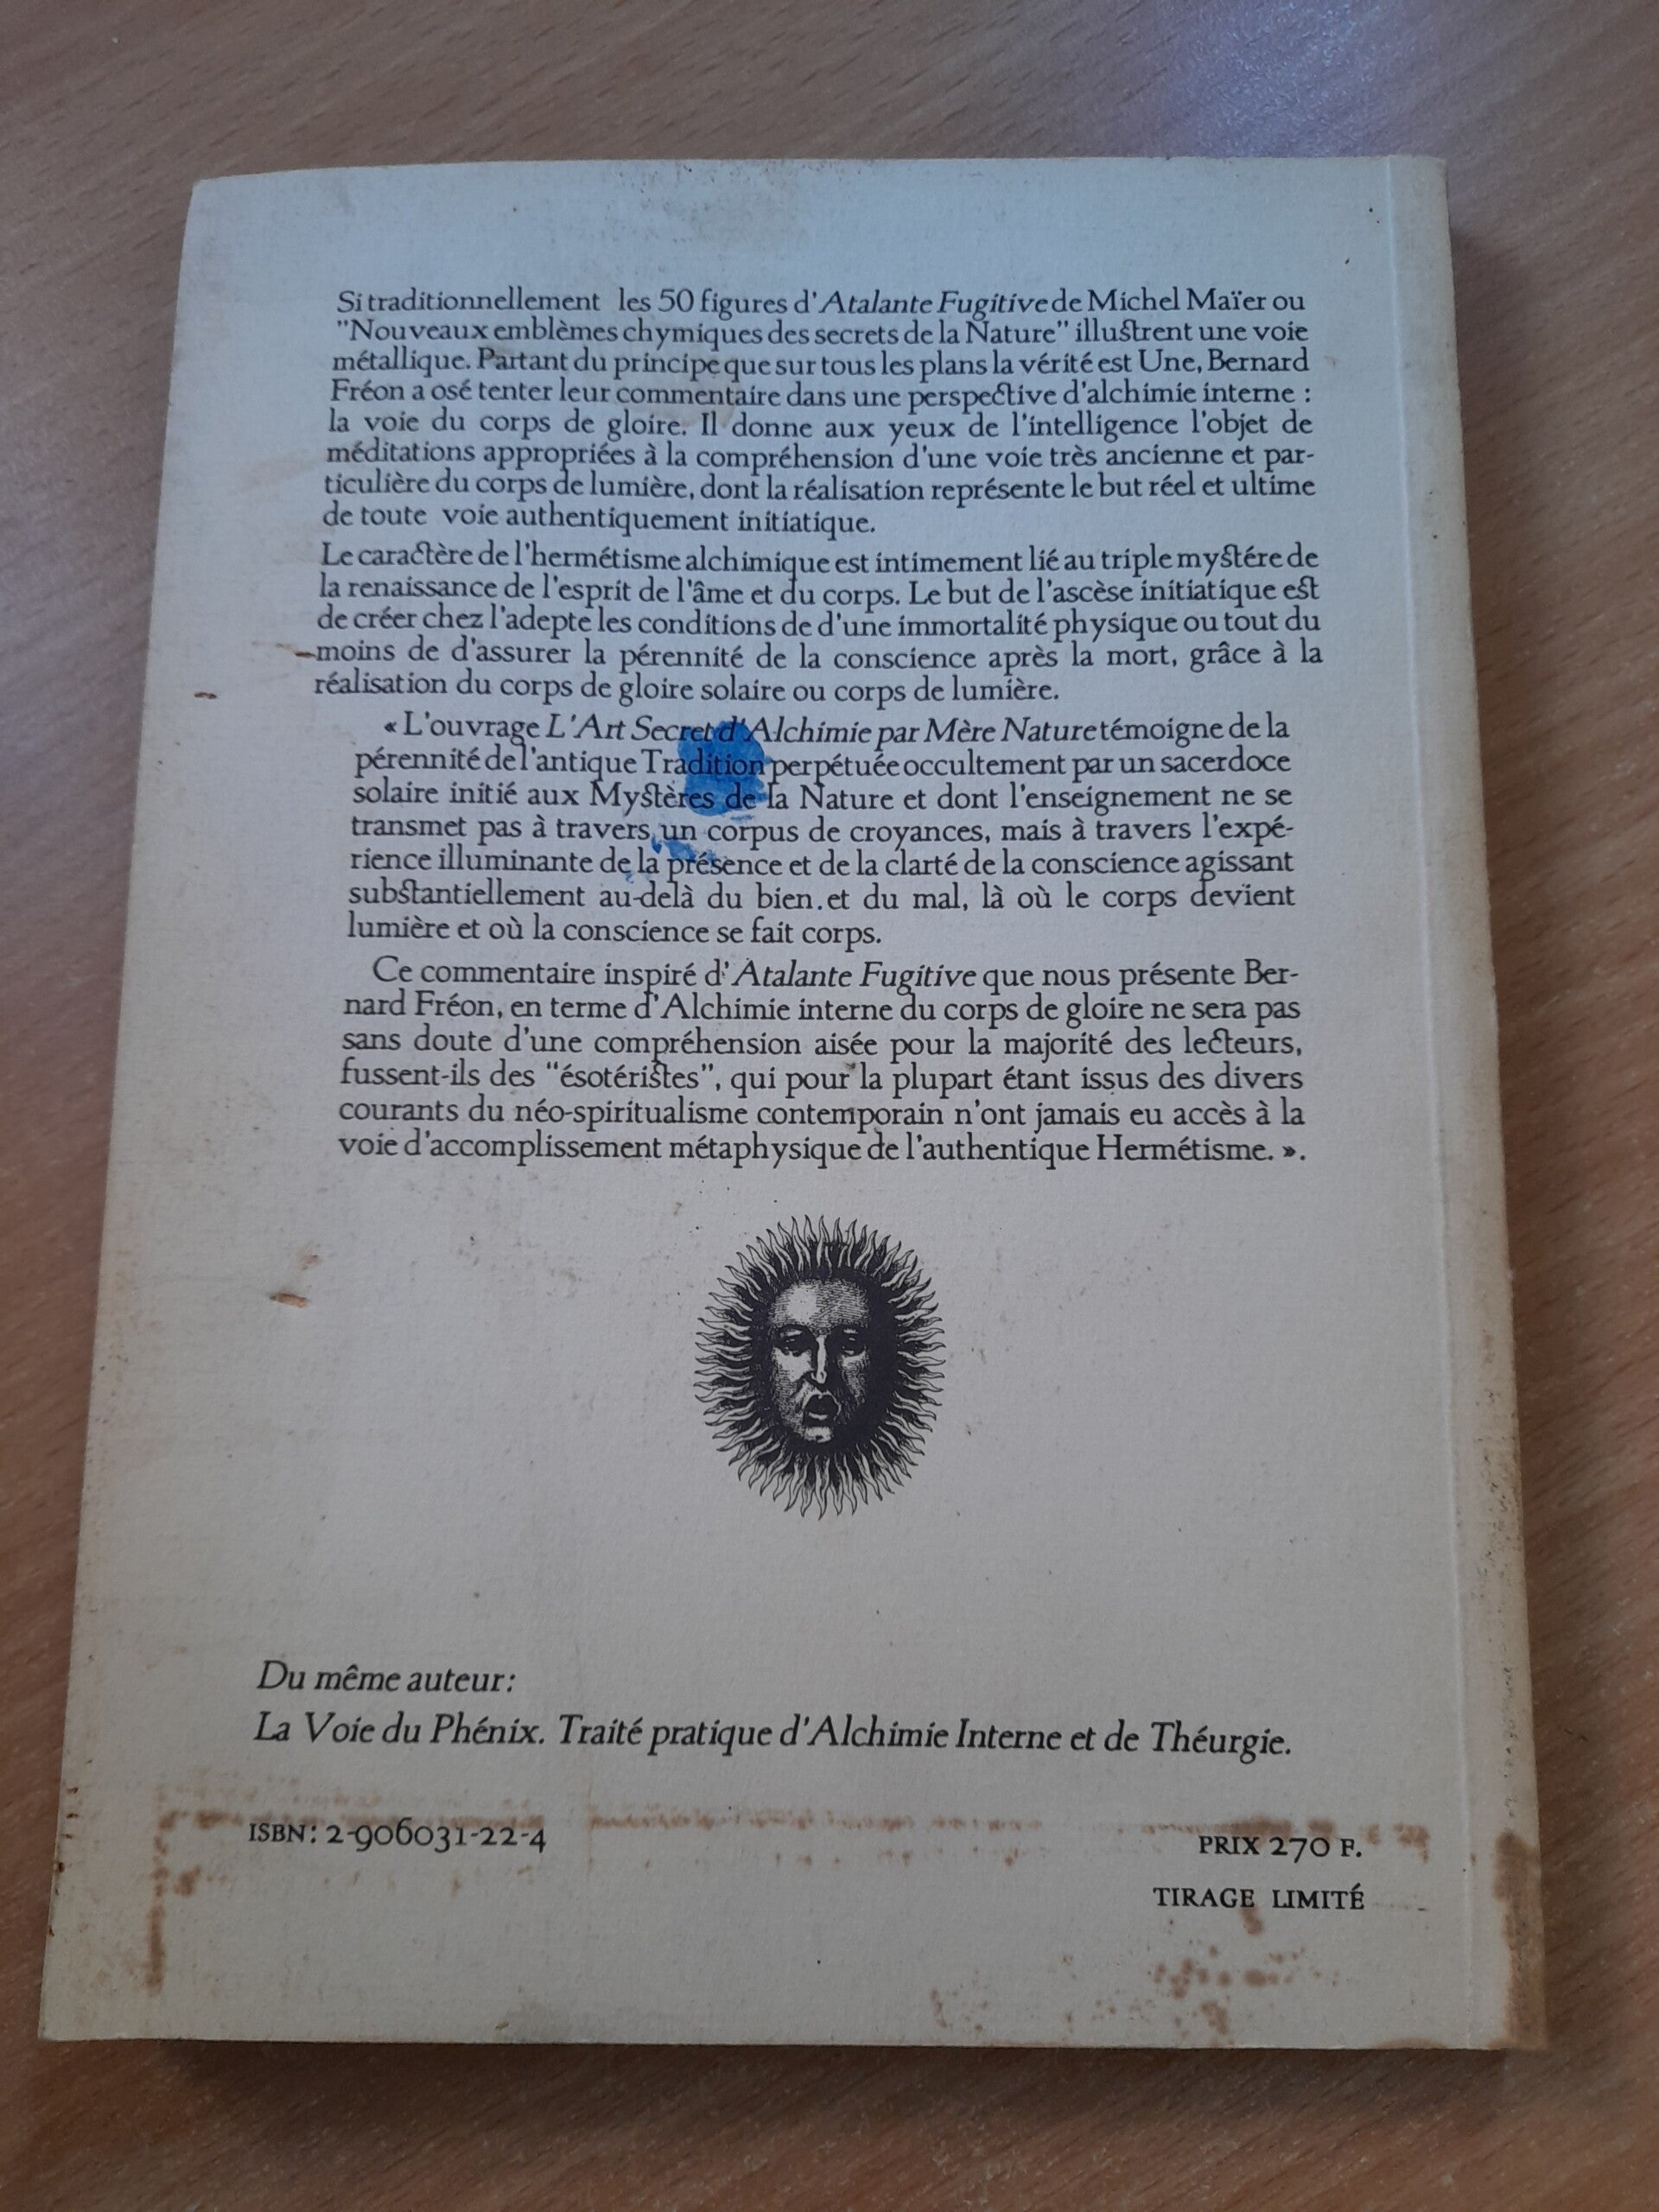 Si traditionnellement les 50 figures d'Atalante Fugitive de Michel Maïer ou
"Nouveaux emblèmes chymiques des secrets de la Nature" illustrent une voie
métallique. Partant du principe que sur tous les plans la vérité est Une, Bernard
Fréon a osé tenter leur commentaire dans une perspective d'alchimie interne :
la voie du corps de gloire. Il donne aux yeux de l'intelligence l'objet de
méditations appropriées à la compréhension d'une voie très ancienne et par-
ticulière du corps de lumière, dont la réalisation représente le but réel et ultime
de toute voie authentiquement initiatique.
Le caractère de l'hermétisme alchimique est intimement lié au triple mystére de
la renaissance de l'esprit de l'âme et du corps. Le but de l'ascèse initiatique est
de créer chez l'adepte les conditions de d'une immortalité physique ou tout du
moins de d'assurer la pérennité de la conscience après la mort, grâce à la
réalisation du corps de gloire solaire ou corps de lumière.
« L'ouvrage L'Art Secret d'Alchimie par Mère Nature témoigne de la
pérennité de l'antique Tradition perpétuée occultement par un sacerdoce
solaire initié aux Mystères de la Nature et dont l'enseignement ne se
transmet pas à travers un corpus de croyances, mais à travers l'expé-
rience illuminante de la présence et de la clarté de la conscience agissant
substantiellement au-delà du bien et du mal, là où le corps devient
lumière et où la conscience se fait corps.
Ce commentaire inspiré d'Atalante Fugitive que nous présente Ber-
nard Fréon, en terme d'Alchimie interne du corps de gloire ne sera pas
sans doute d'une compréhension aisée pour la majorité des lecteurs,
fussent-ils des "ésotéristes", qui pour la plupart étant issus des divers
courants du néo-spiritualisme contemporain n'ont jamais eu accès à la
voie d'accomplissement métaphysique de l'authentique Hermétisme. ».
Du même auteur:
La Voie du Phénix. Traité pratique d'Alchimie Interne et de Théurgie.
ISBN: 2-906031-22-4
PRIX 270 F.
TIRAGE LIMITÉ